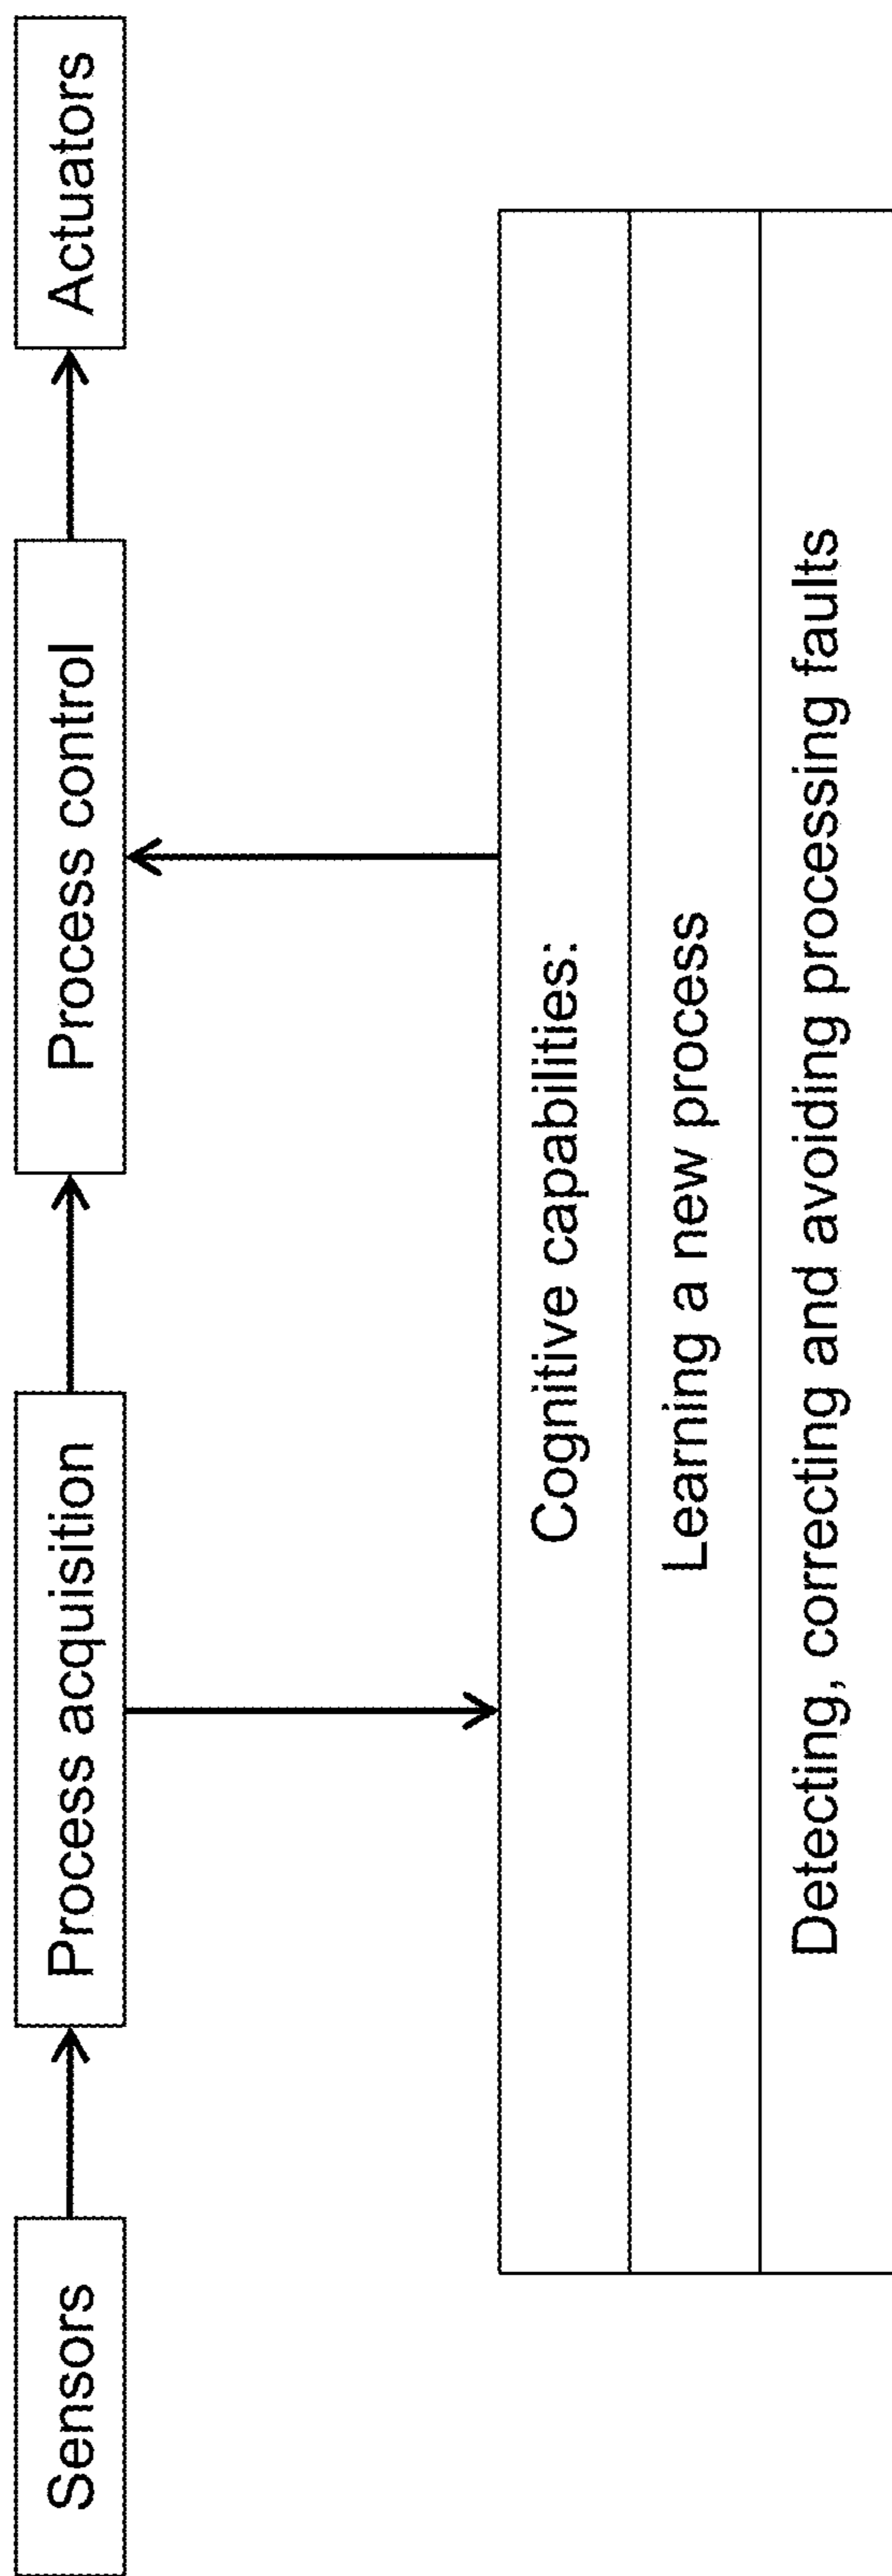 Sensors
Process acquisition
Process control
Actuators
Cognitive capabilities:
Learning a new process
Detecting, correcting and avoiding processing faults